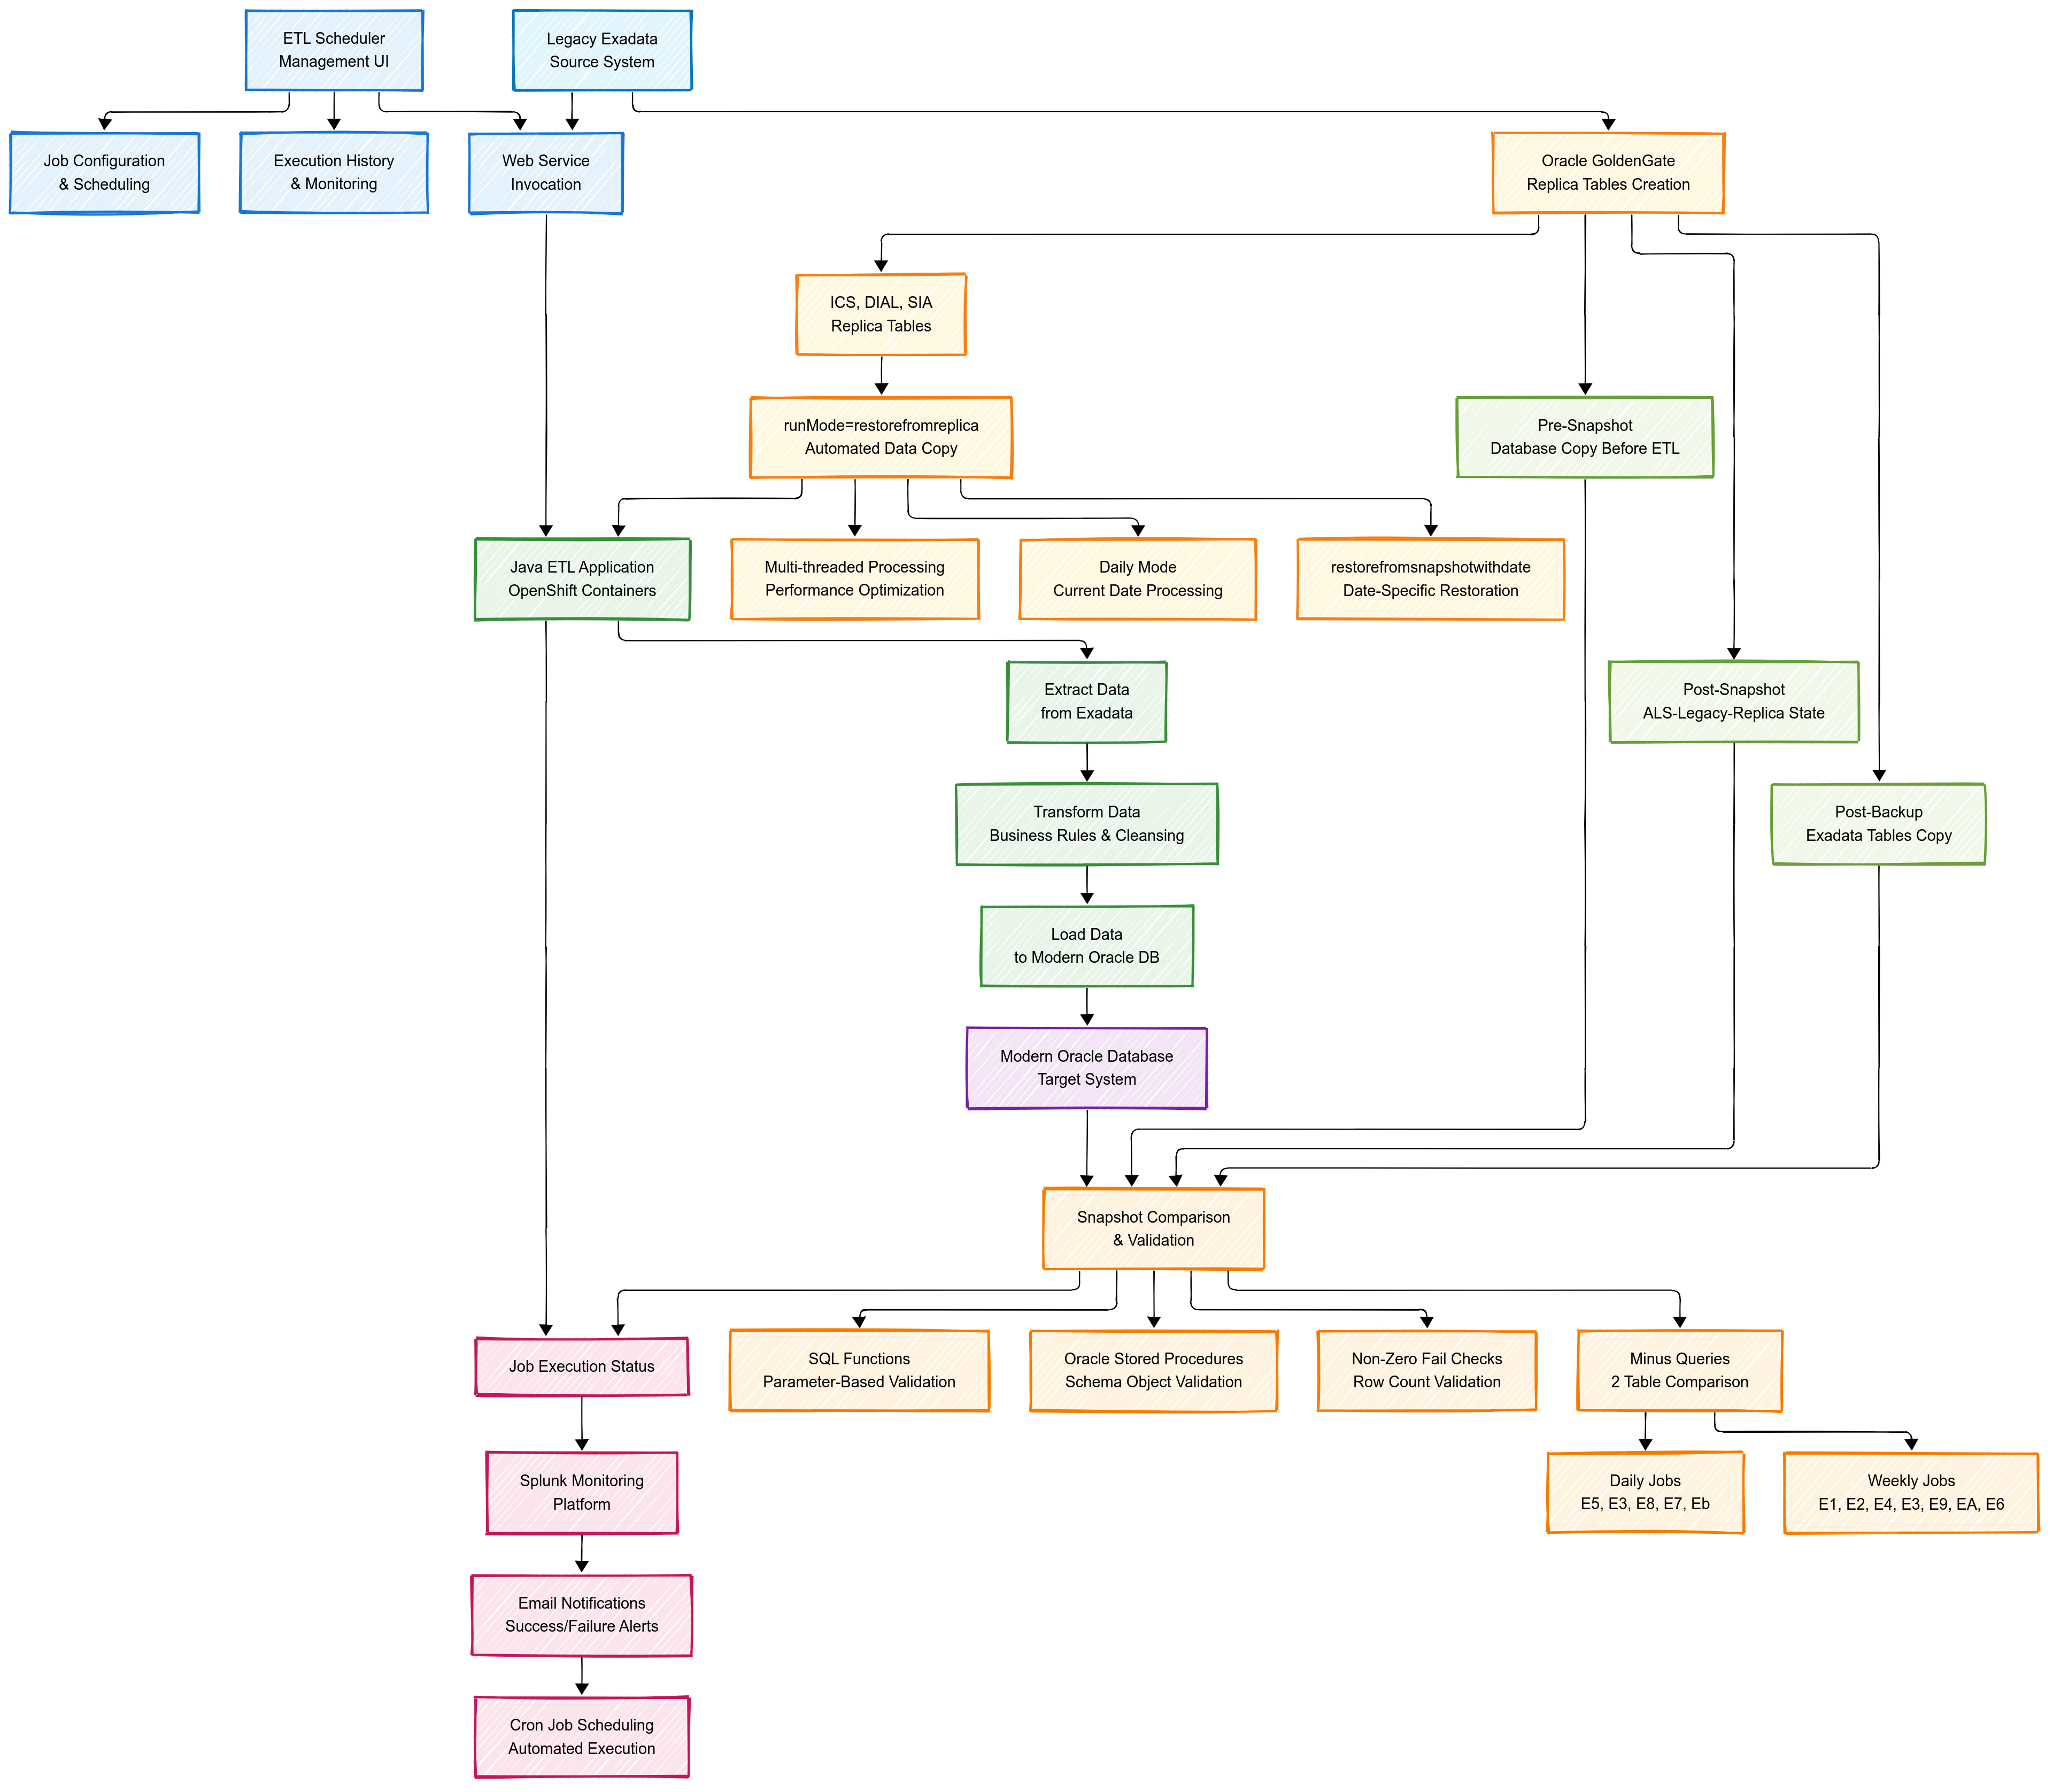 ETL Scheduler
Management UI
Legacy Exadata
Source System
Job Configuration
& Scheduling
Execution History
& Monitoring
Web Service
Invocation
Oracle GoldenGate
Replica Tables Creation
ICS, DIAL, SIA
Replica Tables
runMode=restorefromreplica
Automated Data Copy
Pre-Snapshot
Database Copy Before ETL
Java ETL Application
OpenShift Containers
Multi-threaded Processing
Performance Optimization
Daily Mode
Current Date Processing
restorefromsnapshotwithdate
Date-Specific Restoration
Extract Data
from Exadata
Post-Snapshot
ALS-Legacy-Replica State
Transform Data
Business Rules & Cleansing
Post-Backup
Exadata Tables Copy
Load Data
to Modern Oracle DB
Modern Oracle Database
Target System
Snapshot Comparison
& Validation
Job Execution Status
SQL Functions
Parameter-Based Validation
Oracle Stored Procedures
Schema Object Validation
Non-Zero Fail Checks
Row Count Validation
Minus Queries
2 Table Comparison
Splunk Monitoring
Platform
Daily Jobs
E5, E3, E8, E7, Eb
Weekly Jobs
E1, E2, E4, E3, E9, EA, E6
Email Notifications
Success/Failure Alerts
Cron Job Scheduling
Automated Execution